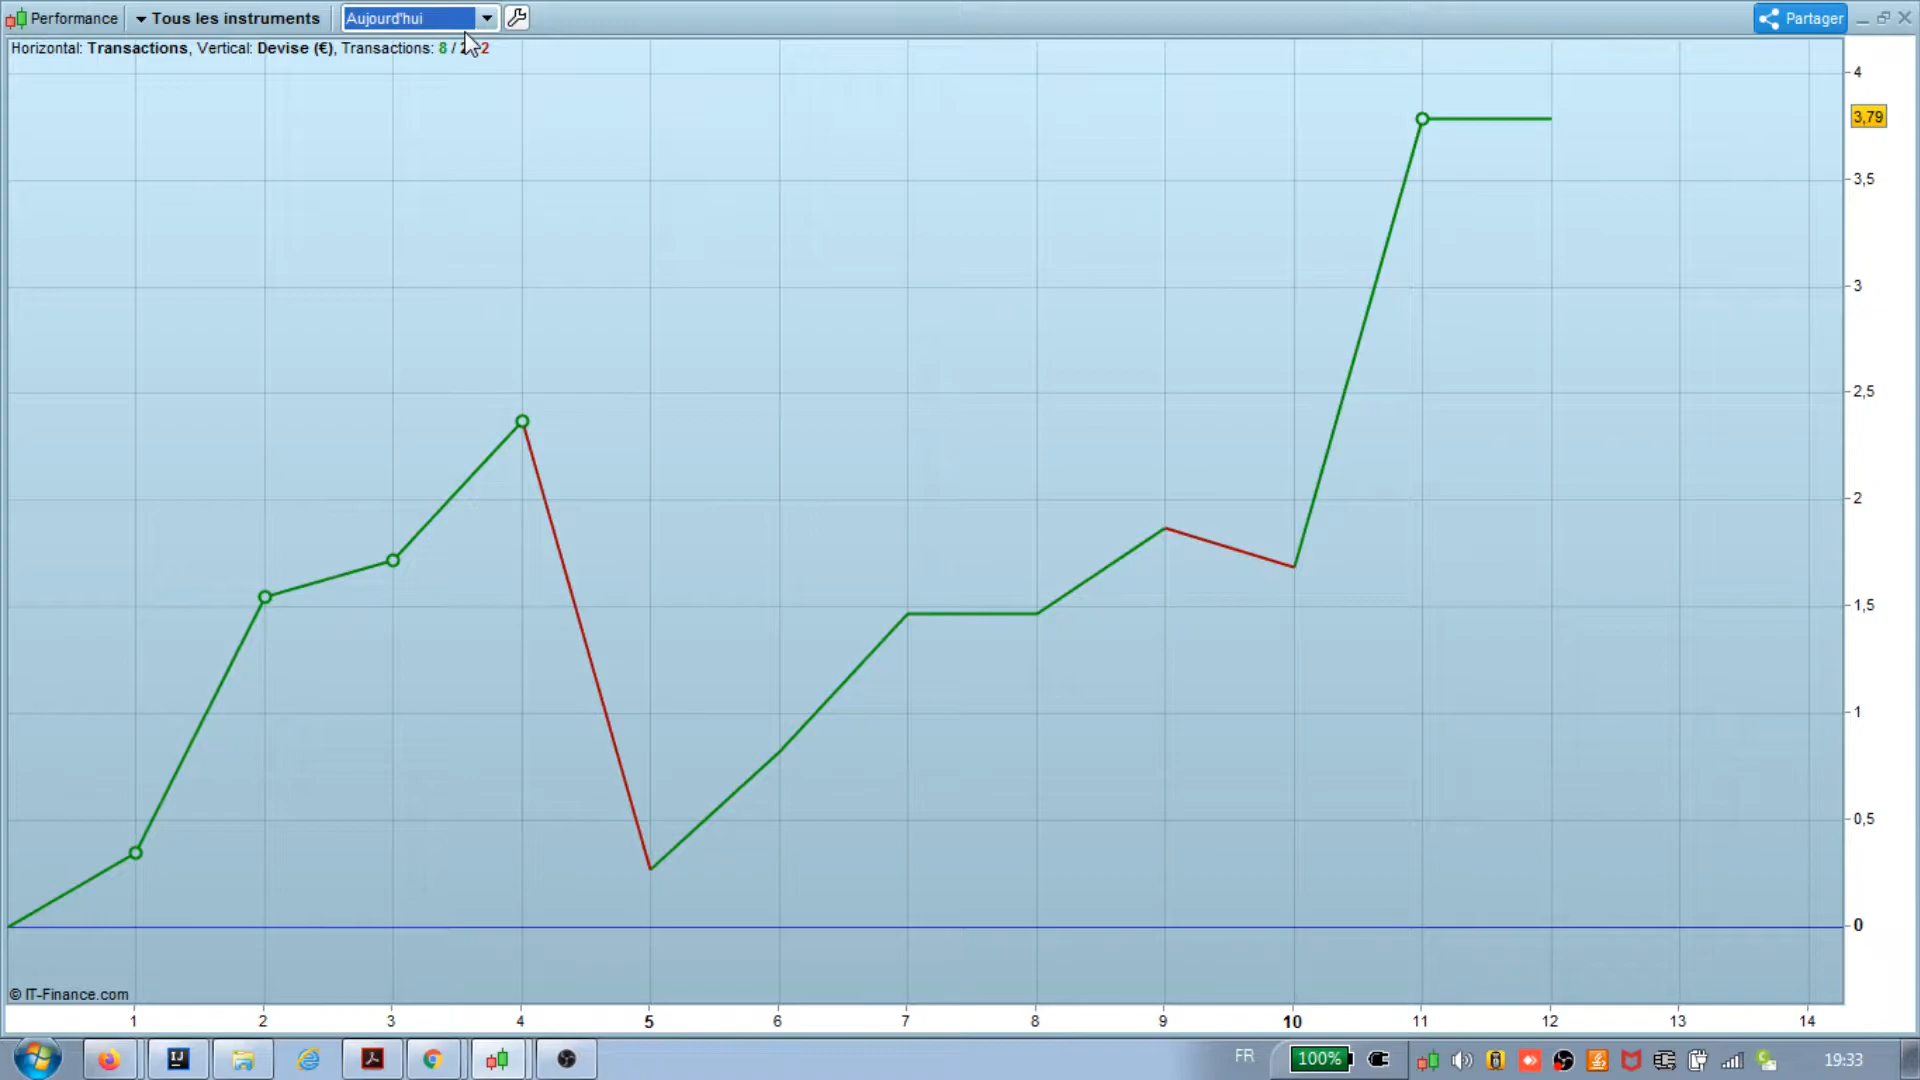 Performance Tous les instruments Aujourd'hui Partager
Horizontal: Transactions, Vertical: Devise (€), Transactions: 8 / 2
4
3,79
3,5
3
2,5
2
1,5
1
0,5
0
© IT-Finance.com
1 2 3 4 5 6 7 8 9 10 11 12 13 14
IJ FR 100% 19:33